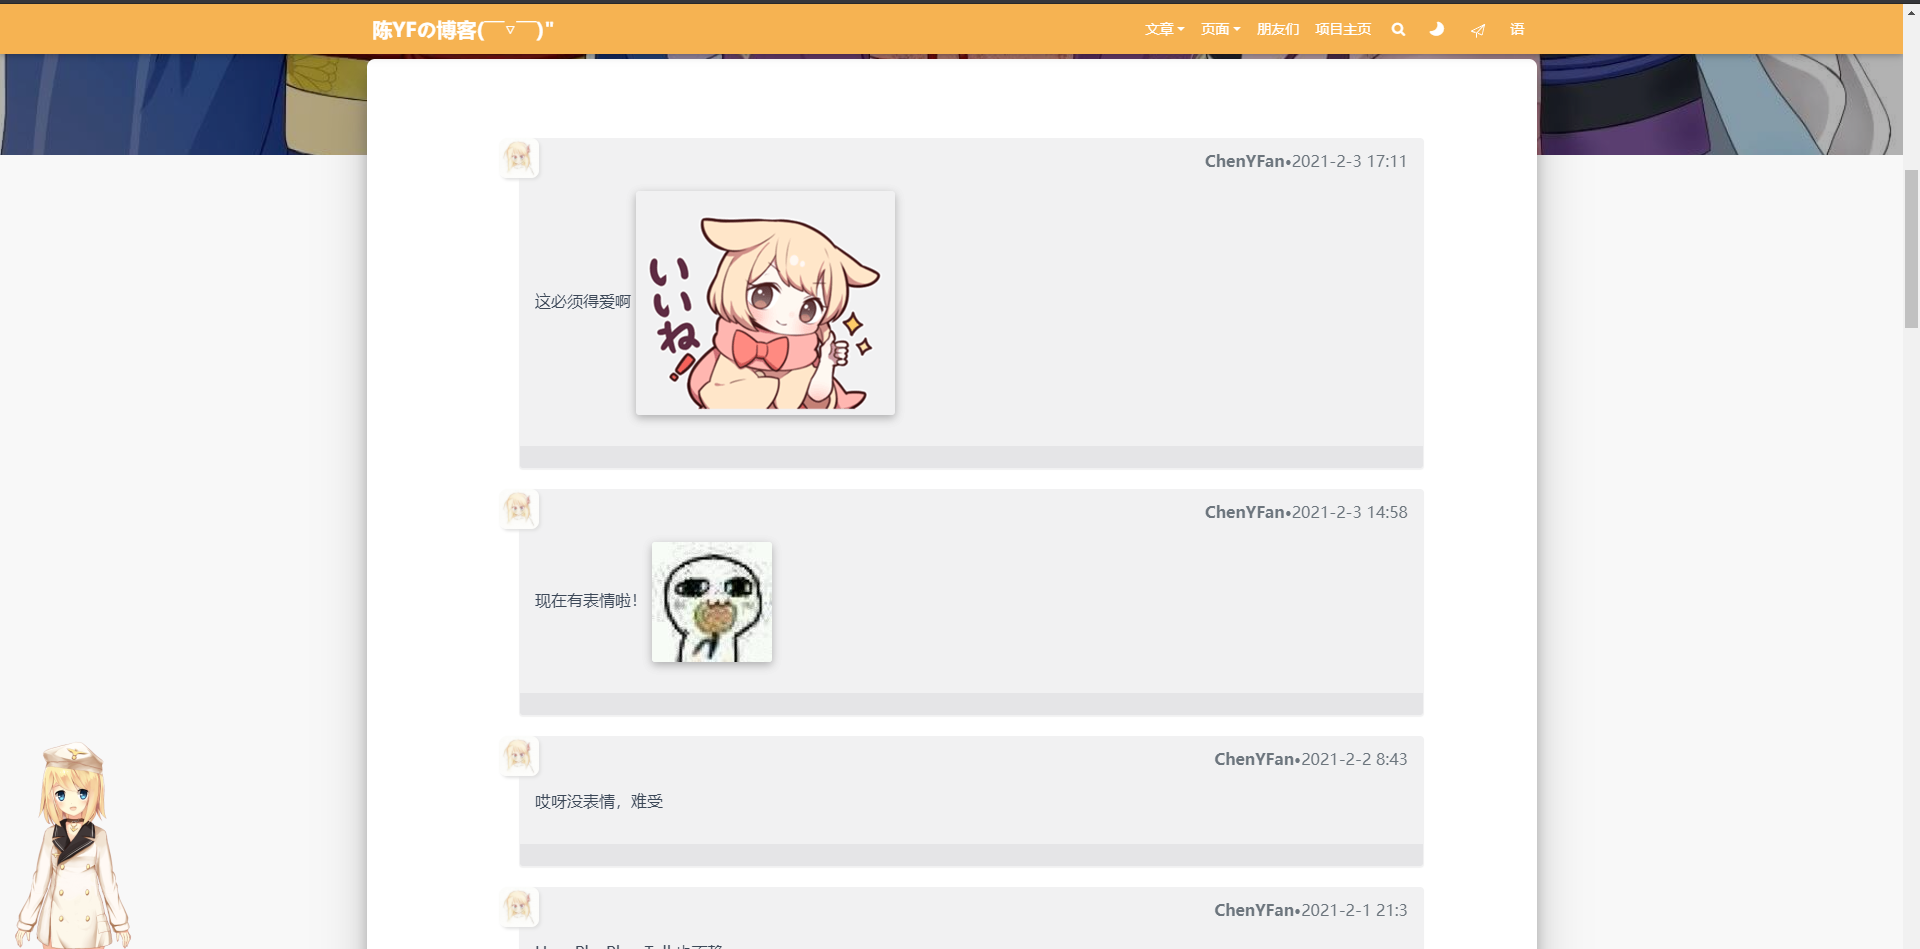 陈YFの博客(￣▽￣)"
文章 页面 朋友们 项目主页 语
ChenYFan•2021-2-3 17:11
这必须得爱啊
いいね!
ChenYFan•2021-2-3 14:58
现在有表情啦！
ChenYFan•2021-2-2 8:43
哎呀没表情，难受
ChenYFan•2021-2-1 21:3